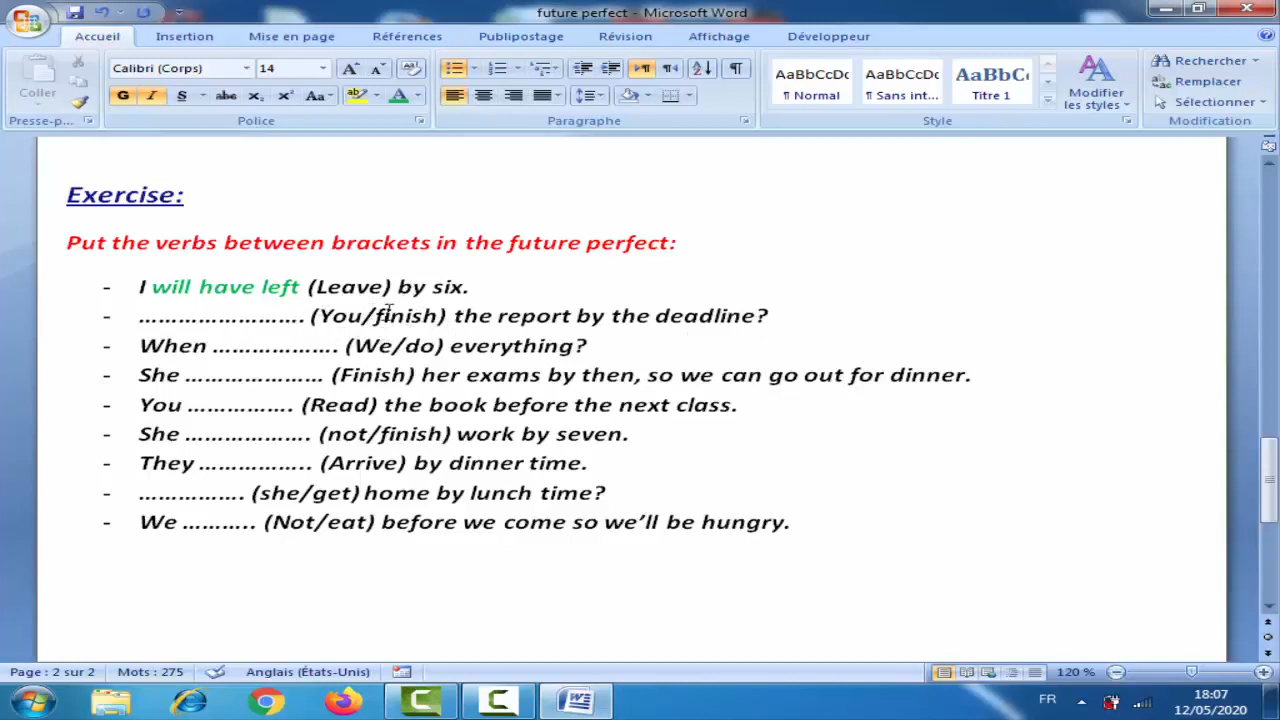 future perfect - Microsoft Word
Accueil Insertion Mise en page Références Publipostage Révision Affichage Développeur
Coller
Presse-p...
Calibri (Corps) 14
G I S abc X₂ X² Aa
Police
Paragraphe
AaBbCcDc AaBbCcDc AaBbC
¶ Normal ¶ Sans int... Titre 1
Style
Modifier les styles
Rechercher
Remplacer
Sélectionner
Modification
Exercise:
Put the verbs between brackets in the future perfect:
- I will have left (Leave) by six.
- ……………………. (You/finish) the report by the deadline?
- When ………………. (We/do) everything?
- She ………………… (Finish) her exams by then, so we can go out for dinner.
- You ……………. (Read) the book before the next class.
- She ………………. (not/finish) work by seven.
- They …………….. (Arrive) by dinner time.
- ……………. (she/get) home by lunch time?
- We ……….. (Not/eat) before we come so we’ll be hungry.
Page : 2 sur 2 Mots : 275 Anglais (États-Unis) 120 %
FR 18:07
12/05/2020